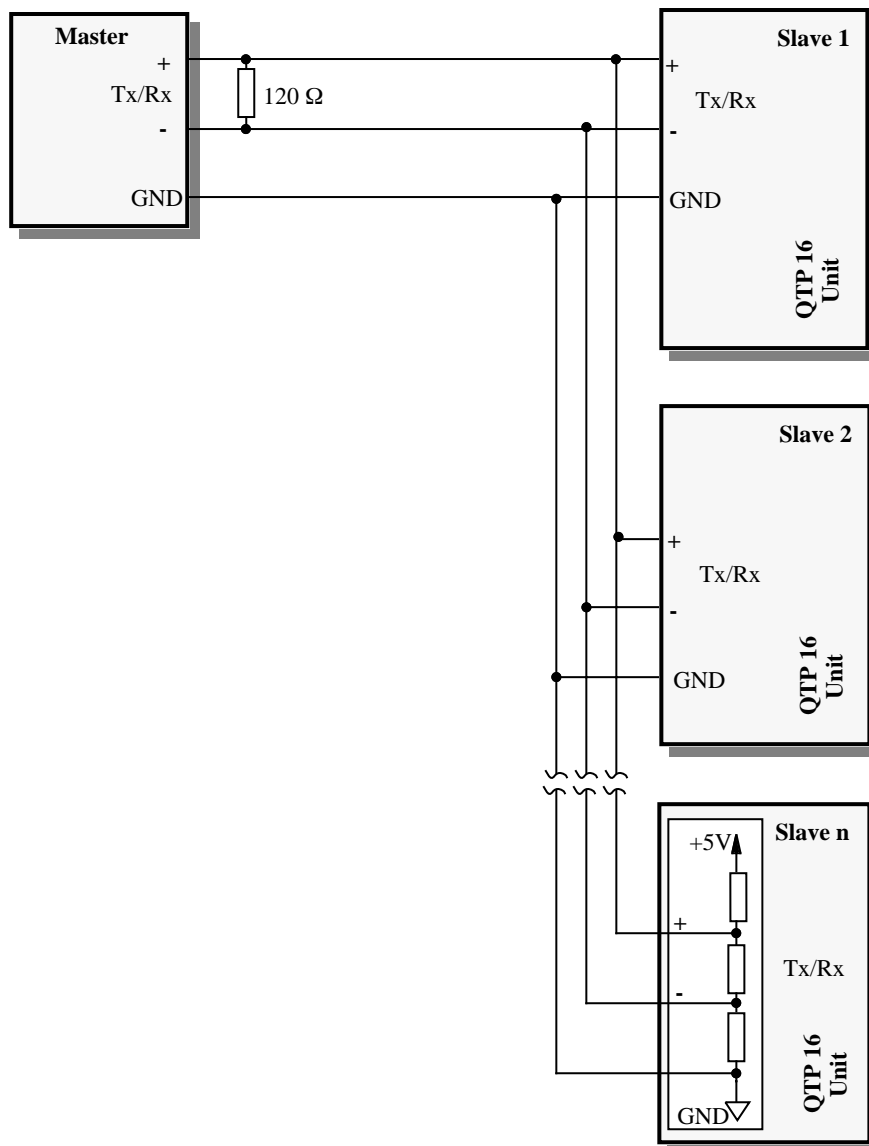 Master
+
Tx/Rx
-
GND
120 Ω
Slave 1
+
Tx/Rx
-
GND
QTP 16
Unit
Slave 2
+
Tx/Rx
-
GND
QTP 16
Unit
Slave n
+5V
+
Tx/Rx
-
GND
QTP 16
Unit